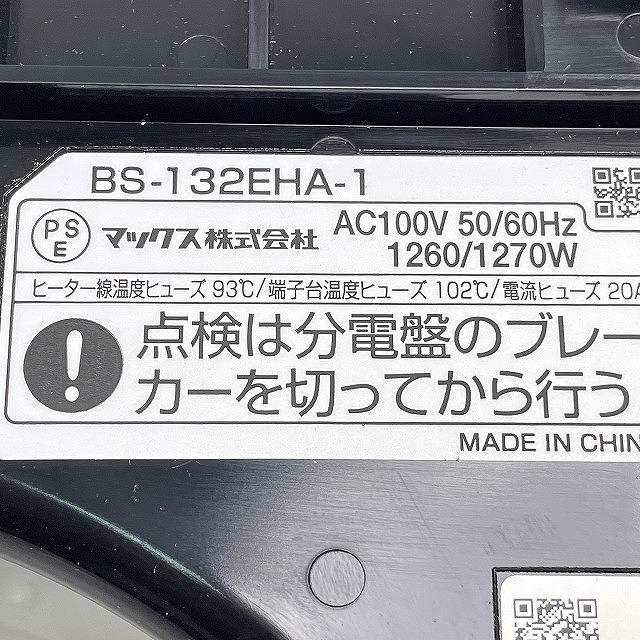 BS-132EHA-1
PS
E
マックス株式会社
AC100V 50/60Hz
1260/1270W
ヒーター線温度ヒューズ 93℃/端子台温度ヒューズ 102℃/電流ヒューズ 20A
点検は分電盤のブレー
カーを切ってから行う
MADE IN CHIN